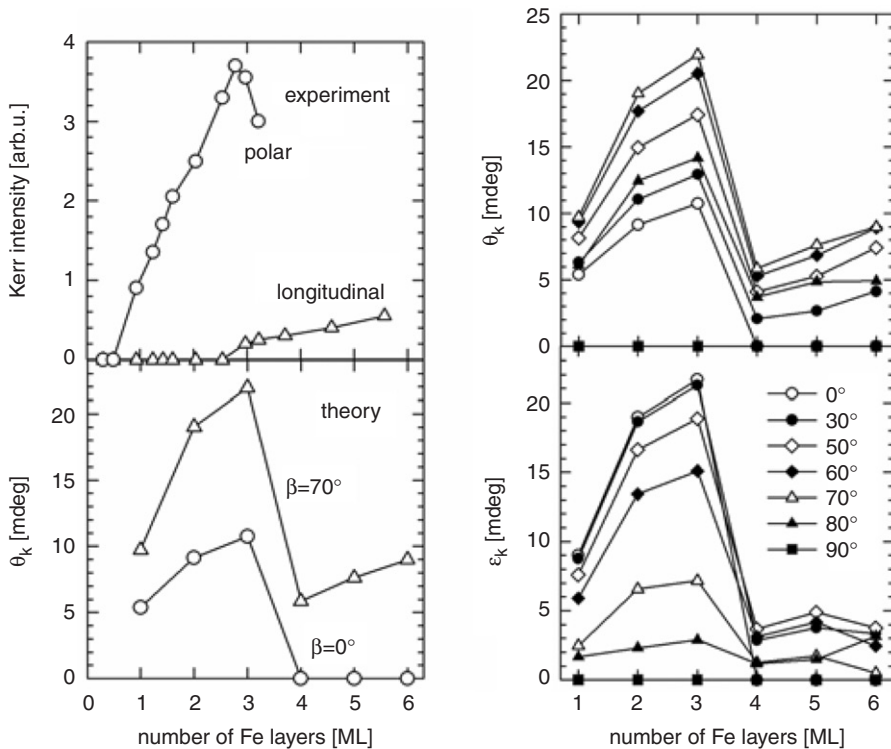 4
3
2
1
0
Kerr intensity [arb.u.]
experiment
polar
longitudinal
20
15
10
5
0
θk [mdeg]
theory
β=70°
β=0°
0 1 2 3 4 5 6
number of Fe layers [ML]
25
20
15
10
5
0
θk [mdeg]
20
15
10
5
0
εk [mdeg]
0°
30°
50°
60°
70°
80°
90°
1 2 3 4 5 6
number of Fe layers [ML]